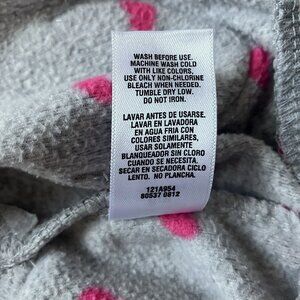 WASH BEFORE USE.
MACHINE WASH COLD
WITH LIKE COLORS,
USE ONLY NON-CHLORINE
BLEACH WHEN NEEDED.
TUMBLE DRY LOW.
DO NOT IRON.
LAVAR ANTES DE USARSE.
LAVAR EN LAVADORA
EN AGUA FRIA CON
COLORES SIMILARES,
USAR SOLAMENTE
BLANQUEADOR SIN CLORO
CUANDO SE NECESITA,
SECAR EN SECADORA CICLO
LENTO. NO PLANCHA.
121A954
80537 0812